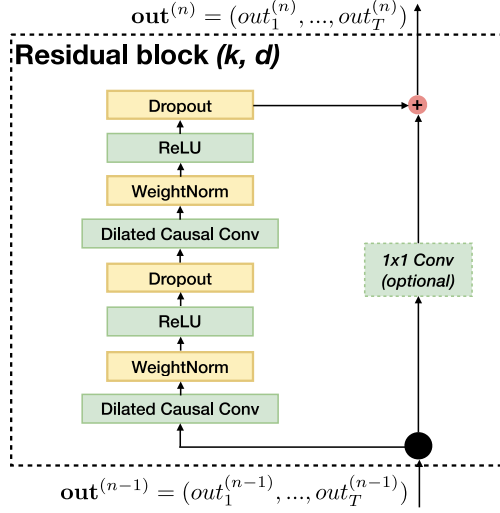 out^(n) = (out_1^(n), ..., out_T^(n))
Residual block (k, d)
Dropout
+
ReLU
WeightNorm
Dilated Causal Conv
1x1 Conv
(optional)
Dropout
ReLU
WeightNorm
Dilated Causal Conv
out^(n−1) = (out_1^(n−1), ..., out_T^(n−1))